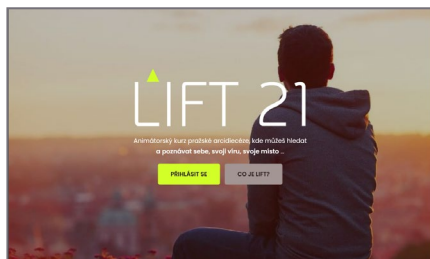 LIFT 21
Animátorský kurz pražské arcidiecéze, kde můžeš hledat
a poznávat sebe, svoji víru, svoje místo ...
PŘIHLÁSIT SE
CO JE LIFT?